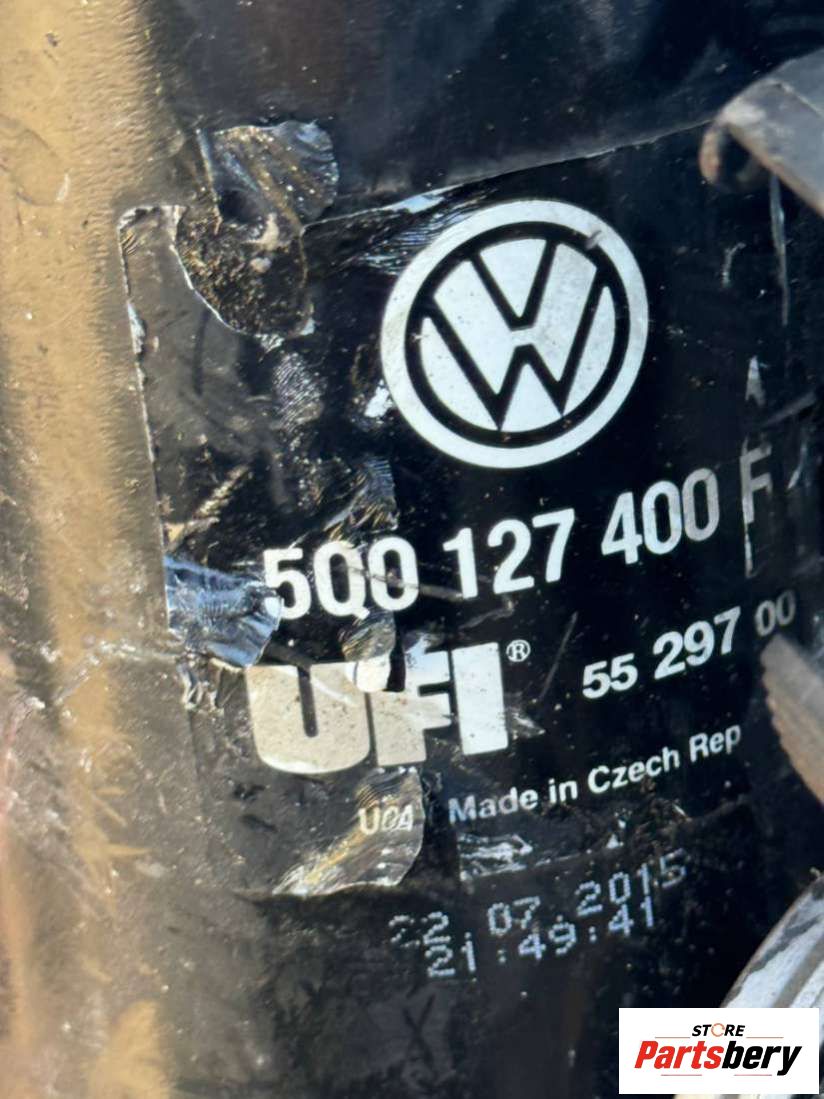 5Q0 127 400 F
UFI® 55 297 00
UCA Made in Czech Rep
22.07.2015
21:49:41
STORE
Partsbery